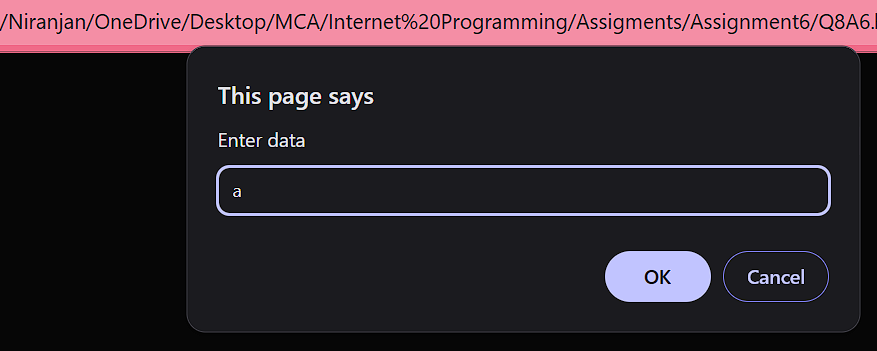 /Niranjan/OneDrive/Desktop/MCA/Internet%20Programming/Assigments/Assignment6/Q8A6.
This page says
Enter data
a
OK
Cancel